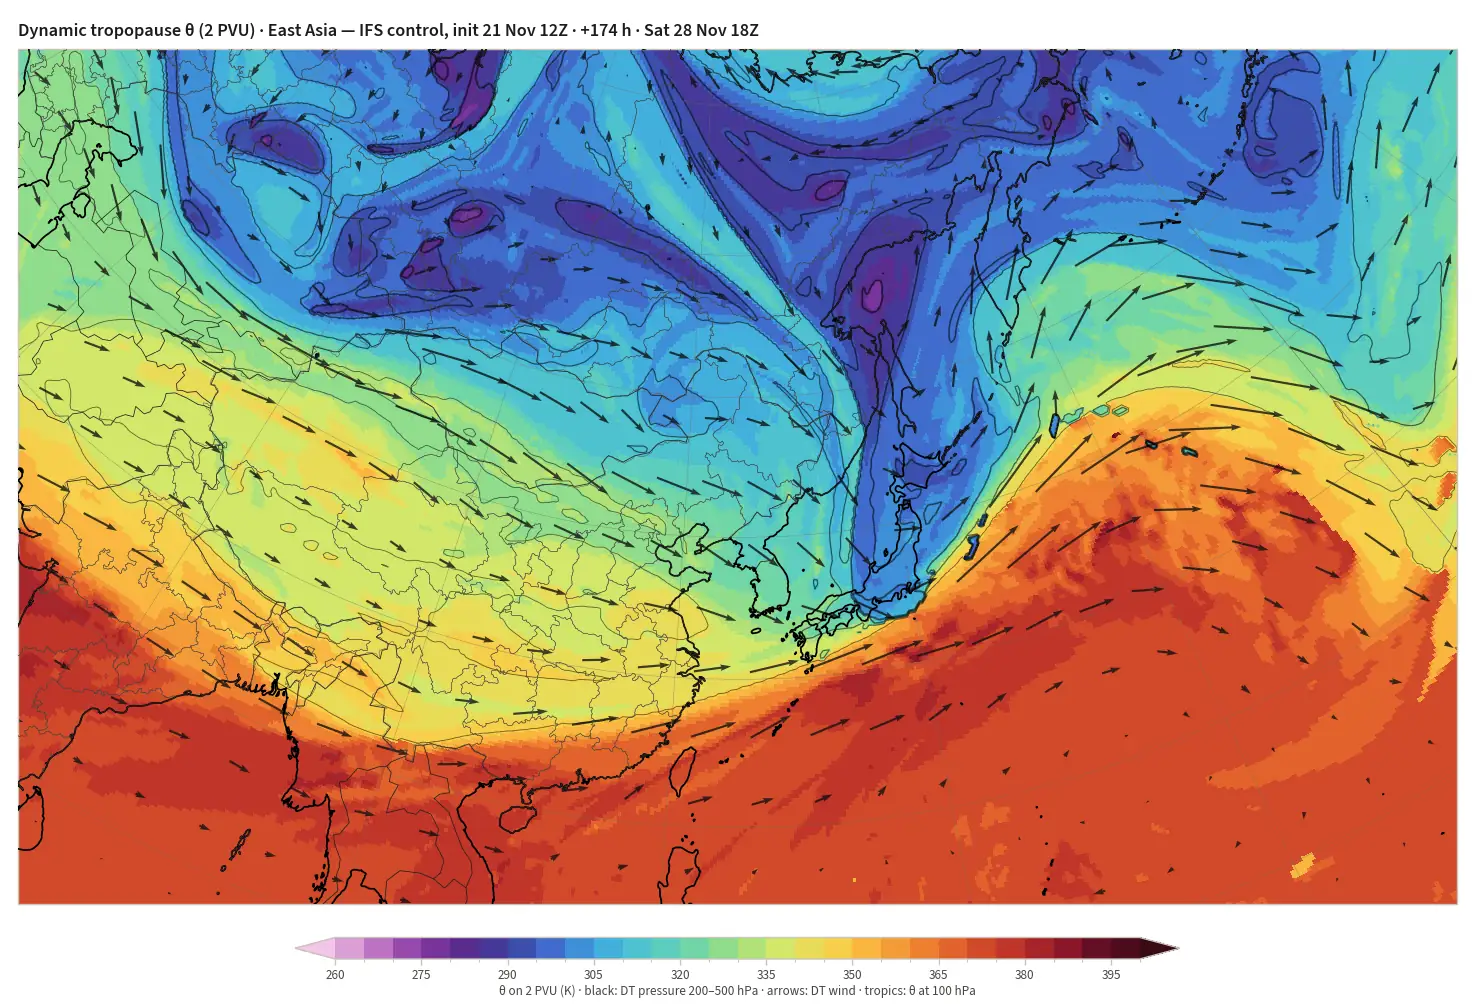 Dynamic tropopause θ (2 PVU) · East Asia — IFS control, init 21 Nov 12Z · +174 h · Sat 28 Nov 18Z
260 275 290 305 320 335 350 365 380 395
θ on 2 PVU (K) · black: DT pressure 200–500 hPa · arrows: DT wind · tropics: θ at 100 hPa